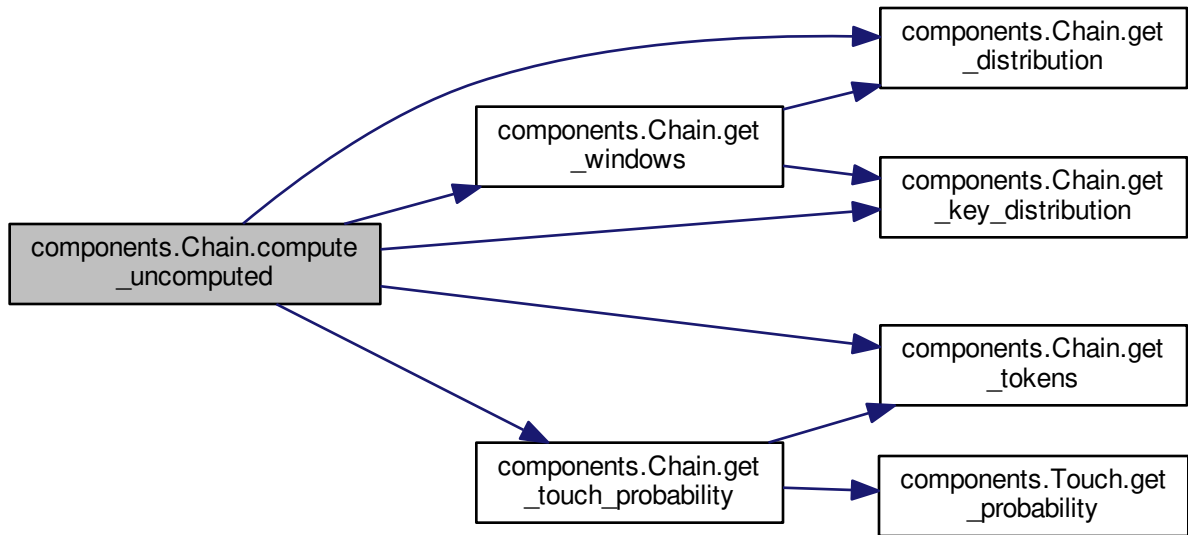 components.Chain.compute
_uncomputed
components.Chain.get
_windows
components.Chain.get
_touch_probability
components.Chain.get
_distribution
components.Chain.get
_key_distribution
components.Chain.get
_tokens
components.Touch.get
_probability